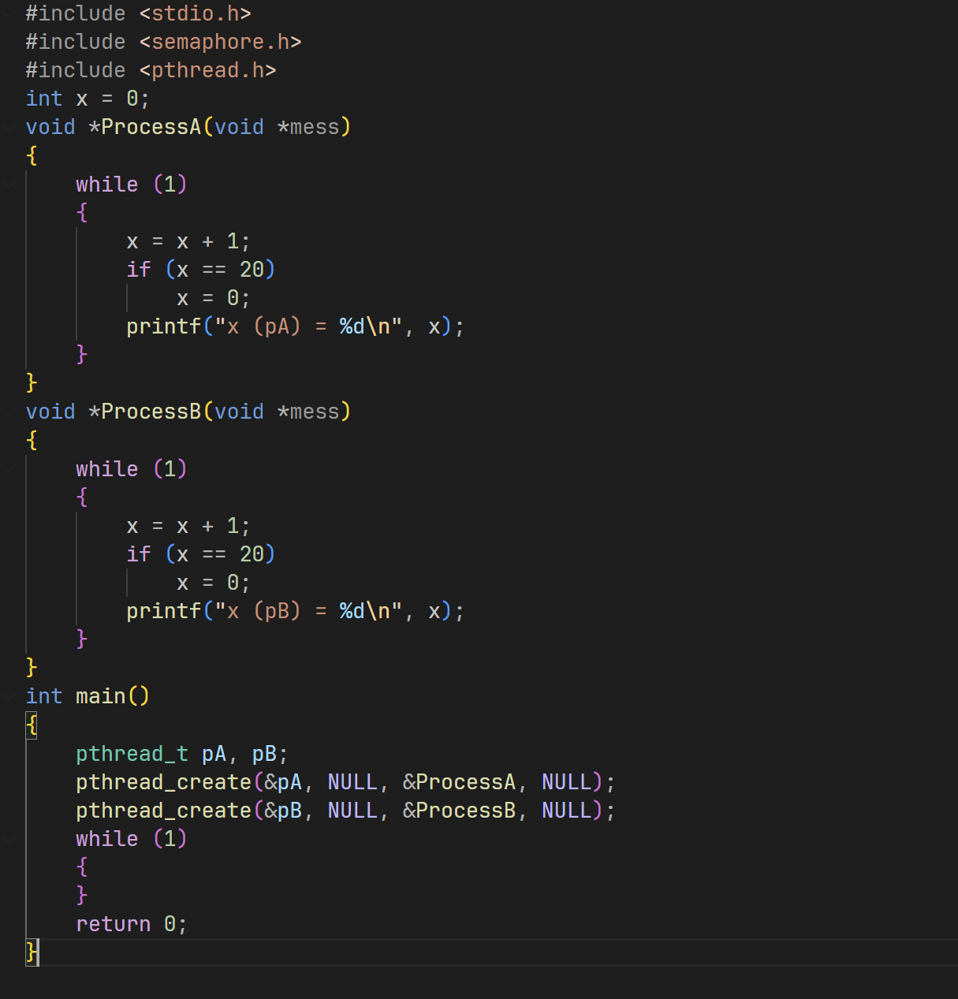 #include <stdio.h>
#include <semaphore.h>
#include <pthread.h>
int x = 0;
void *ProcessA(void *mess)
{
    while (1)
    {
        x = x + 1;
        if (x == 20)
            x = 0;
        printf("x (pA) = %d\n", x);
    }
}
void *ProcessB(void *mess)
{
    while (1)
    {
        x = x + 1;
        if (x == 20)
            x = 0;
        printf("x (pB) = %d\n", x);
    }
}
int main()
{
    pthread_t pA, pB;
    pthread_create(&pA, NULL, &ProcessA, NULL);
    pthread_create(&pB, NULL, &ProcessB, NULL);
    while (1)
    {
    }
    return 0;
}